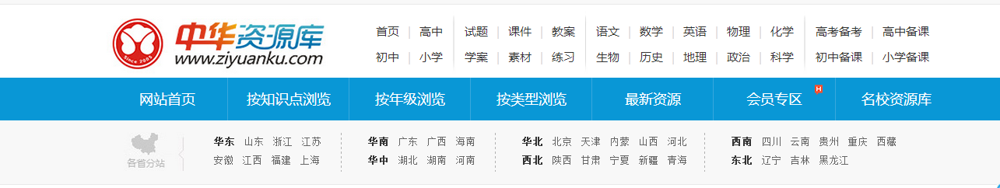 中华资源库
www.ziyuanku.com
Since 2005
首页 | 高中 试题 | 课件 | 教案 语文 | 数学 | 英语 | 物理 | 化学 高考备考 | 高中备课
初中 | 小学 学案 | 素材 | 练习 生物 | 历史 | 地理 | 政治 | 科学 初中备课 | 小学备课
网站首页 按知识点浏览 按年级浏览 按类型浏览 最新资源 会员专区 H 名校资源库
各省分站
华东 山东 浙江 江苏 华南 广东 广西 海南 华北 北京 天津 内蒙 山西 河北 西南 四川 云南 贵州 重庆 西藏
安徽 江西 福建 上海 华中 湖北 湖南 河南 西北 陕西 甘肃 宁夏 新疆 青海 东北 辽宁 吉林 黑龙江